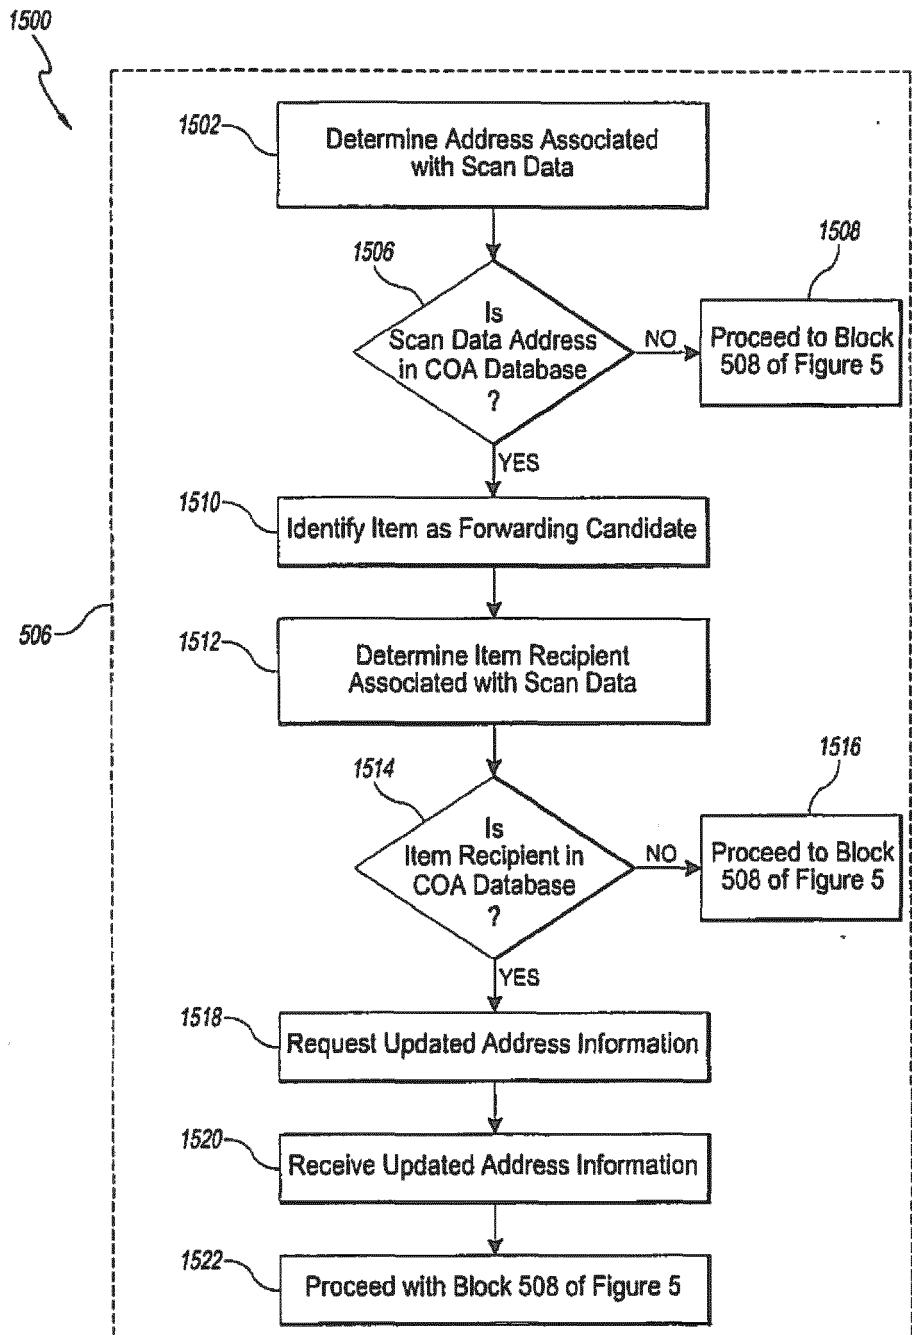 1500
1502
Determine Address Associated
with Scan Data
1506
Is
Scan Data Address
in COA Database
?
NO
1508
Proceed to Block
508 of Figure 5
YES
1510
Identify Item as Forwarding Candidate
506
1512
Determine Item Recipient
Associated with Scan Data
1514
Is
Item Recipient in
COA Database
?
NO
1516
Proceed to Block
508 of Figure 5
YES
1518
Request Updated Address Information
1520
Receive Updated Address Information
1522
Proceed with Block 508 of Figure 5